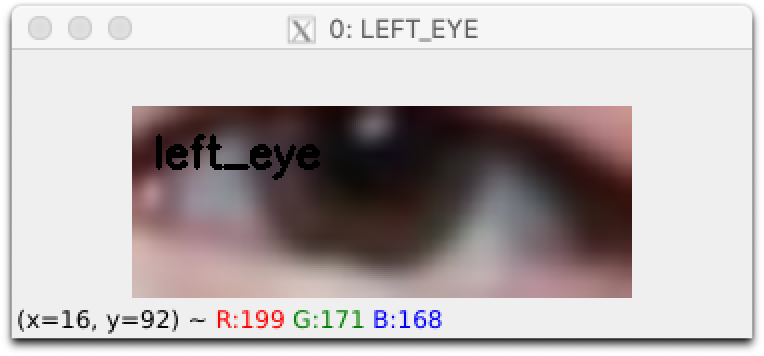 0: LEFT_EYE
left_eye
(x=16, y=92) ~ R:199 G:171 B:168